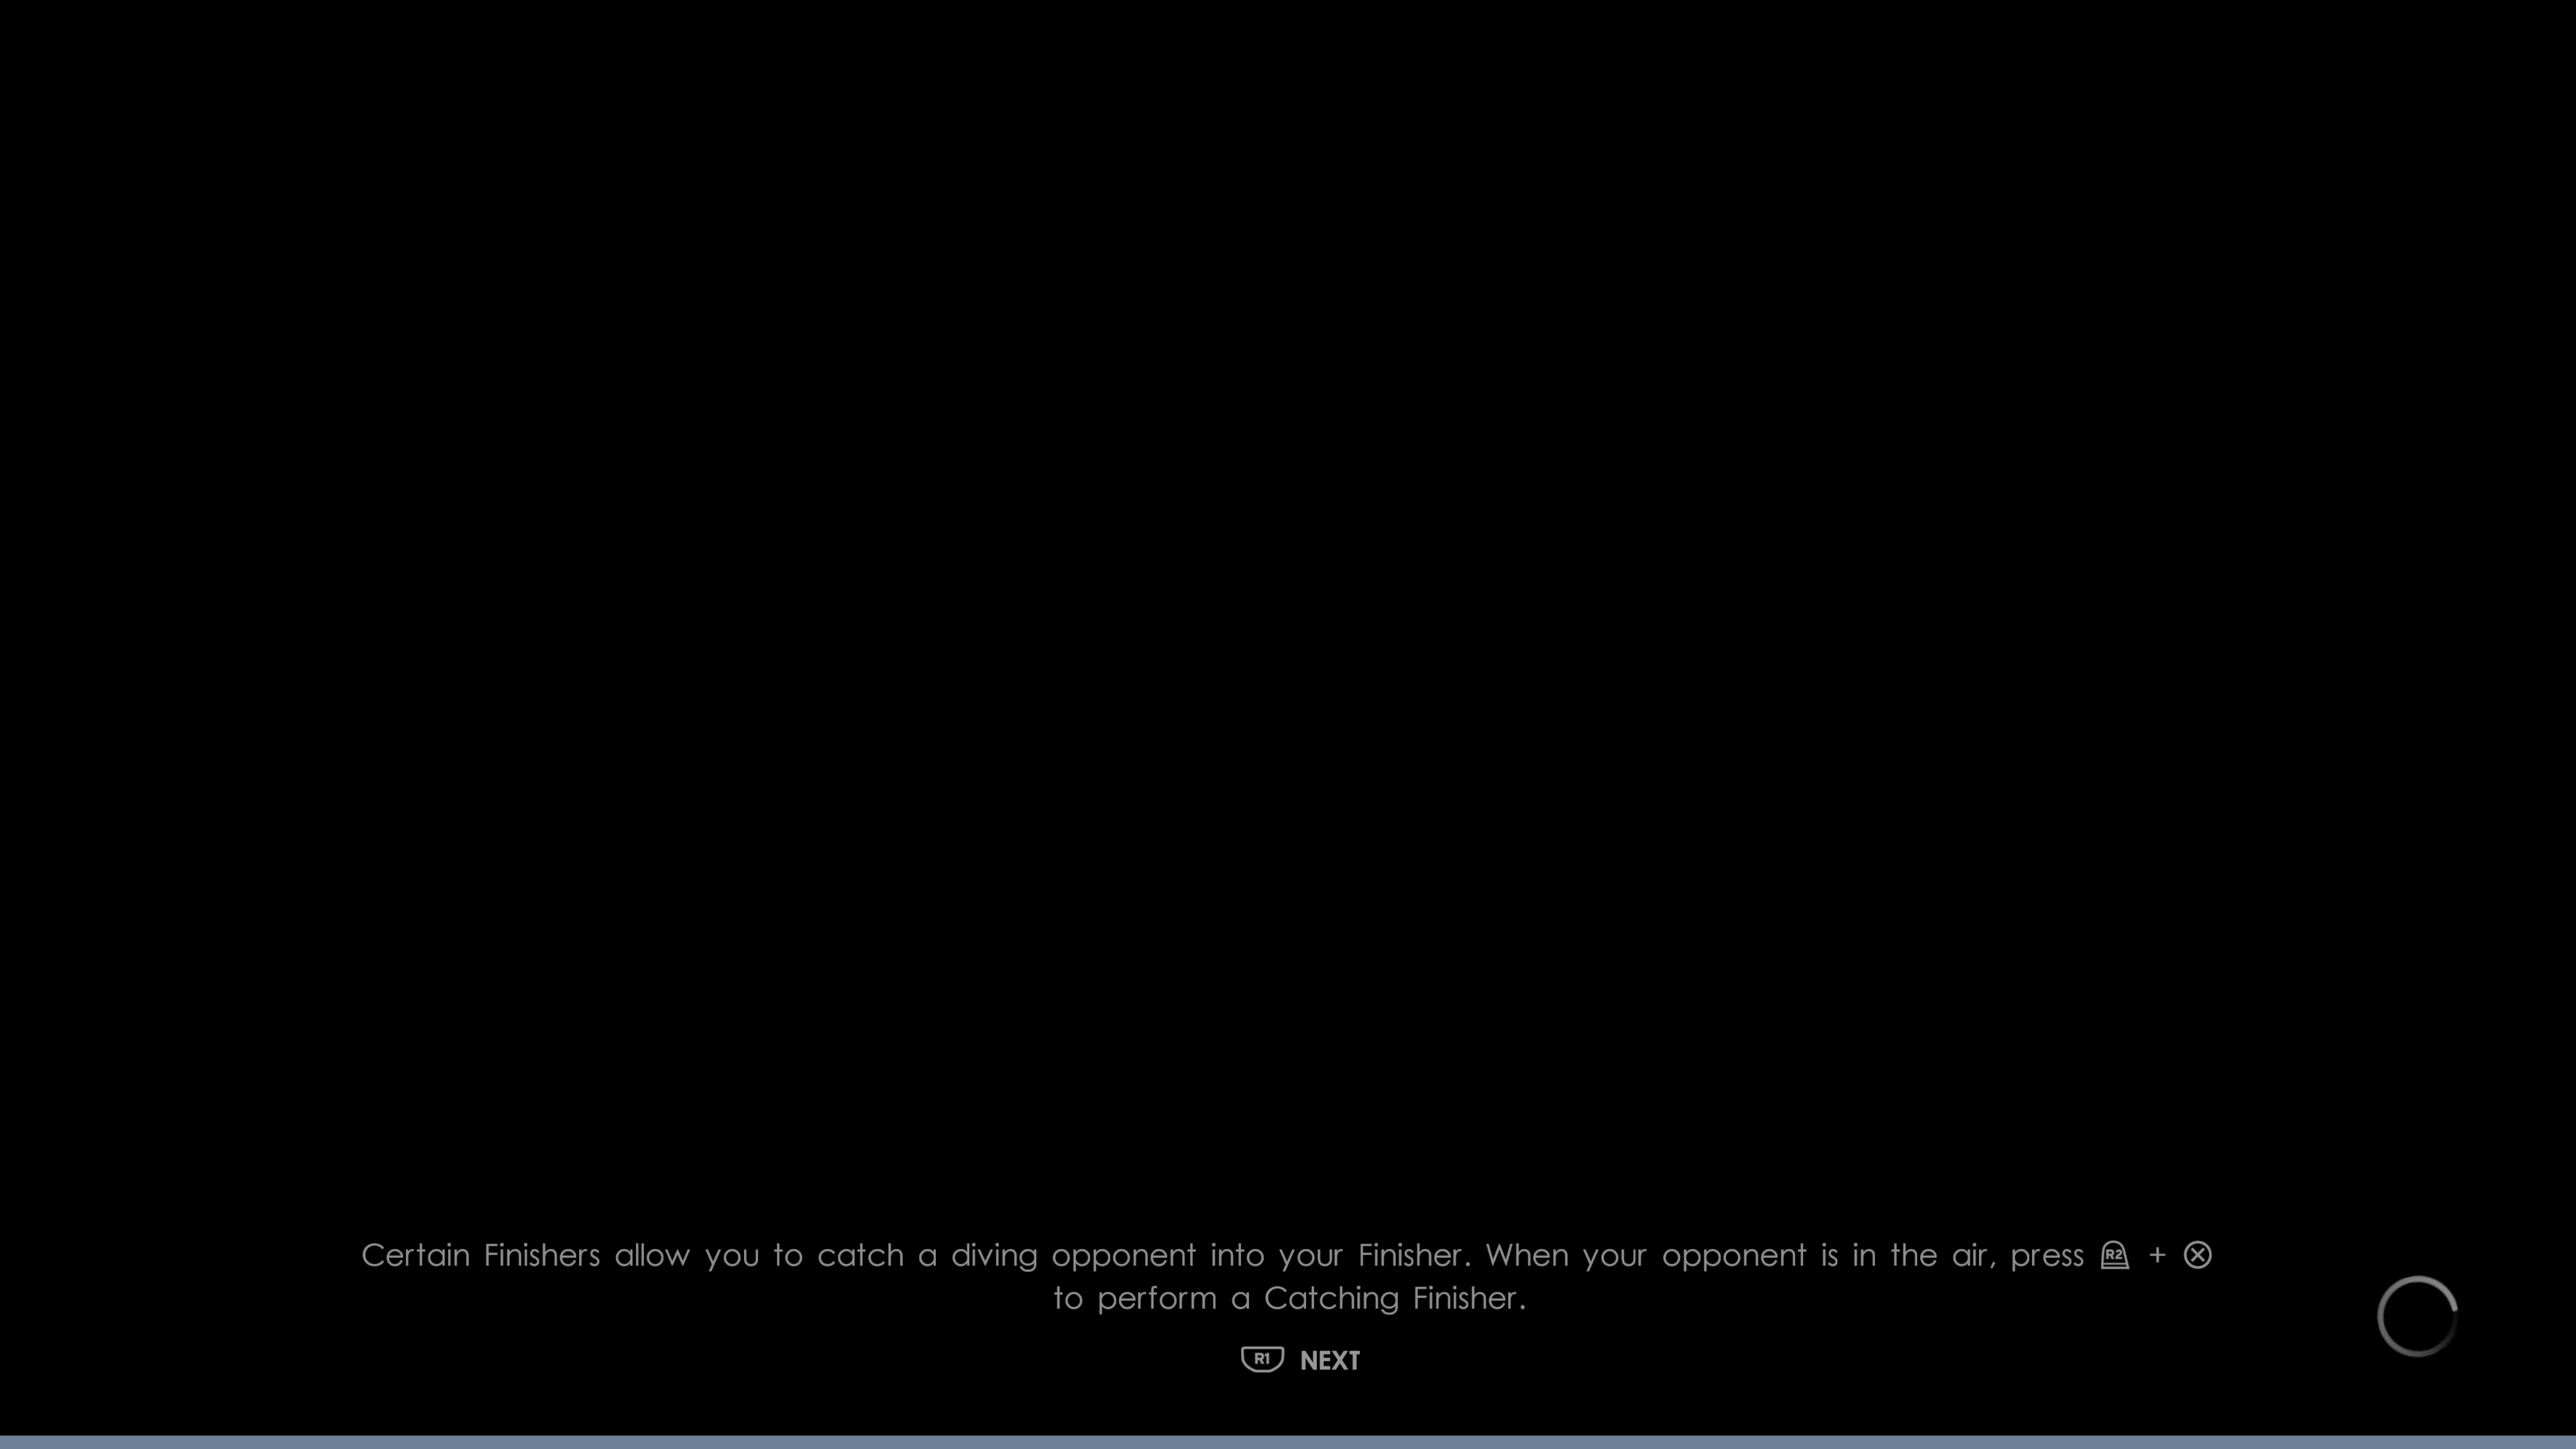 Certain Finishers allow you to catch a diving opponent into your Finisher. When your opponent is in the air, press R2 + ⓧ
to perform a Catching Finisher.
R1 NEXT